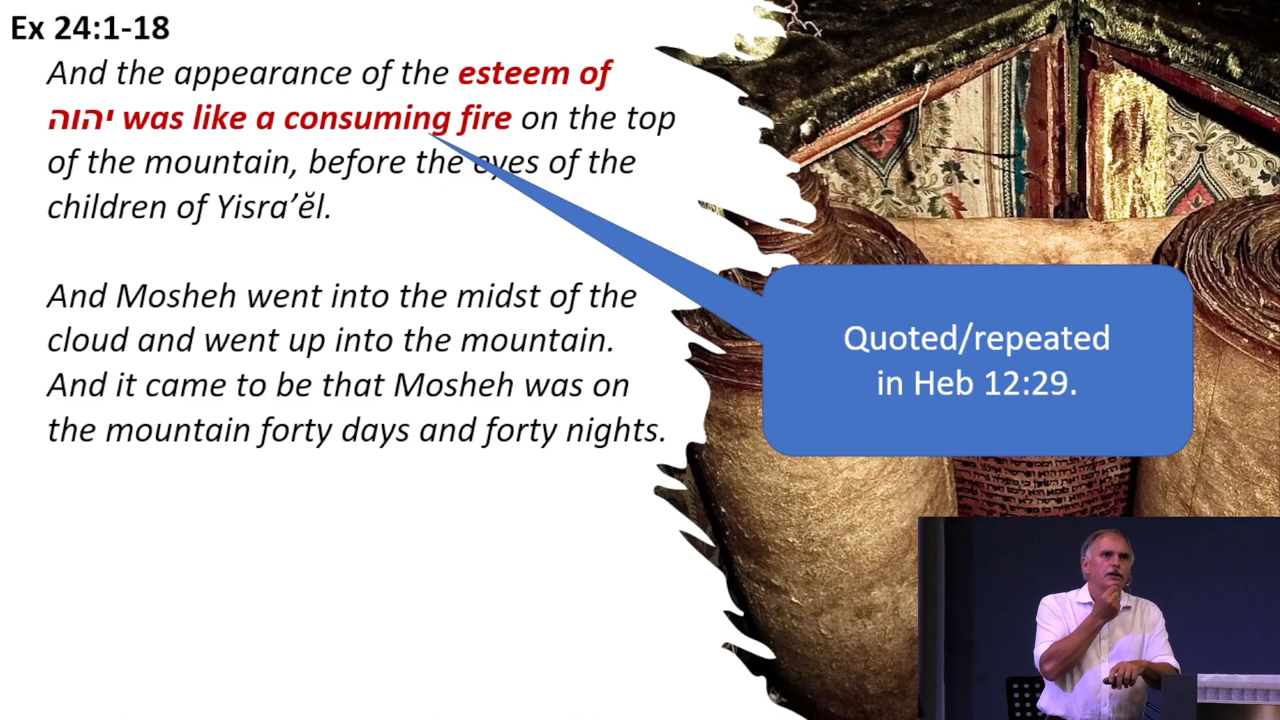 Ex 24:1-18
And the appearance of the esteem of
יהוה was like a consuming fire on the top
of the mountain, before the eyes of the
children of Yisra’ĕl.
And Mosheh went into the midst of the
cloud and went up into the mountain.
And it came to be that Mosheh was on
the mountain forty days and forty nights.
Quoted/repeated
in Heb 12:29.